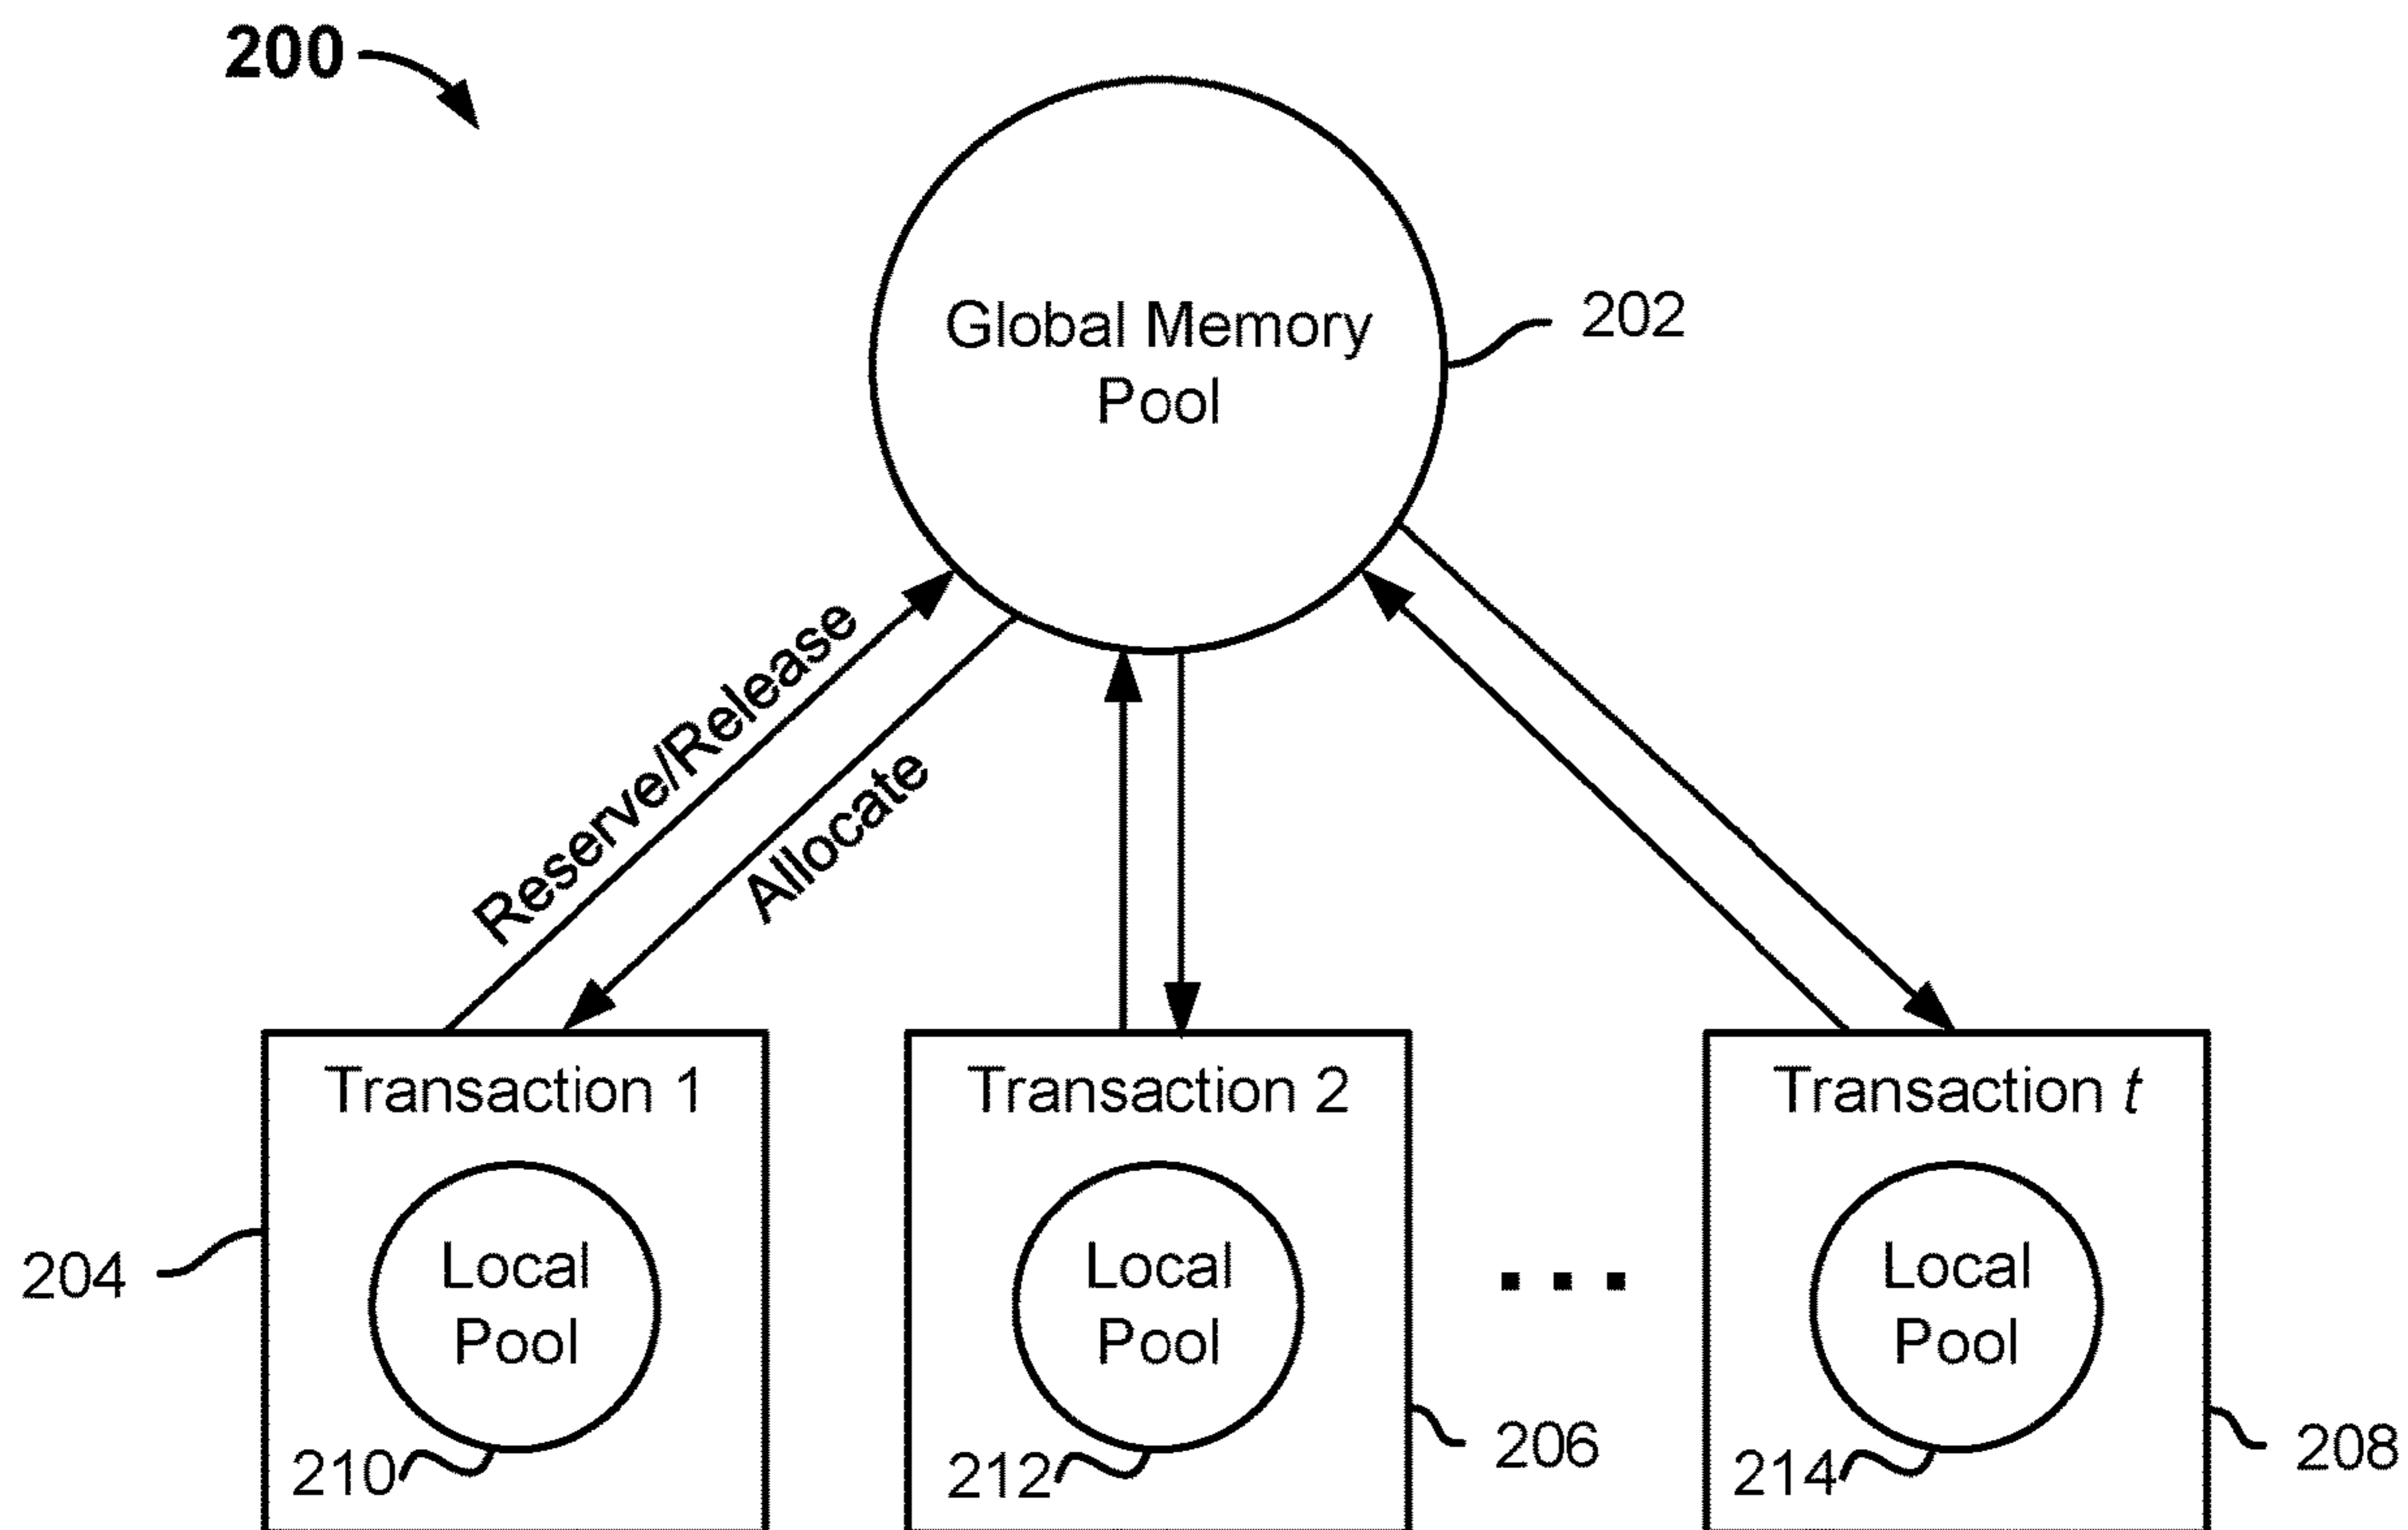 200
Global Memory
Pool
202
Reserve/Release
Allocate
Transaction 1
Transaction 2
Transaction t
204
Local
Pool
Local
Pool
...
Local
Pool
210
212
206
214
208